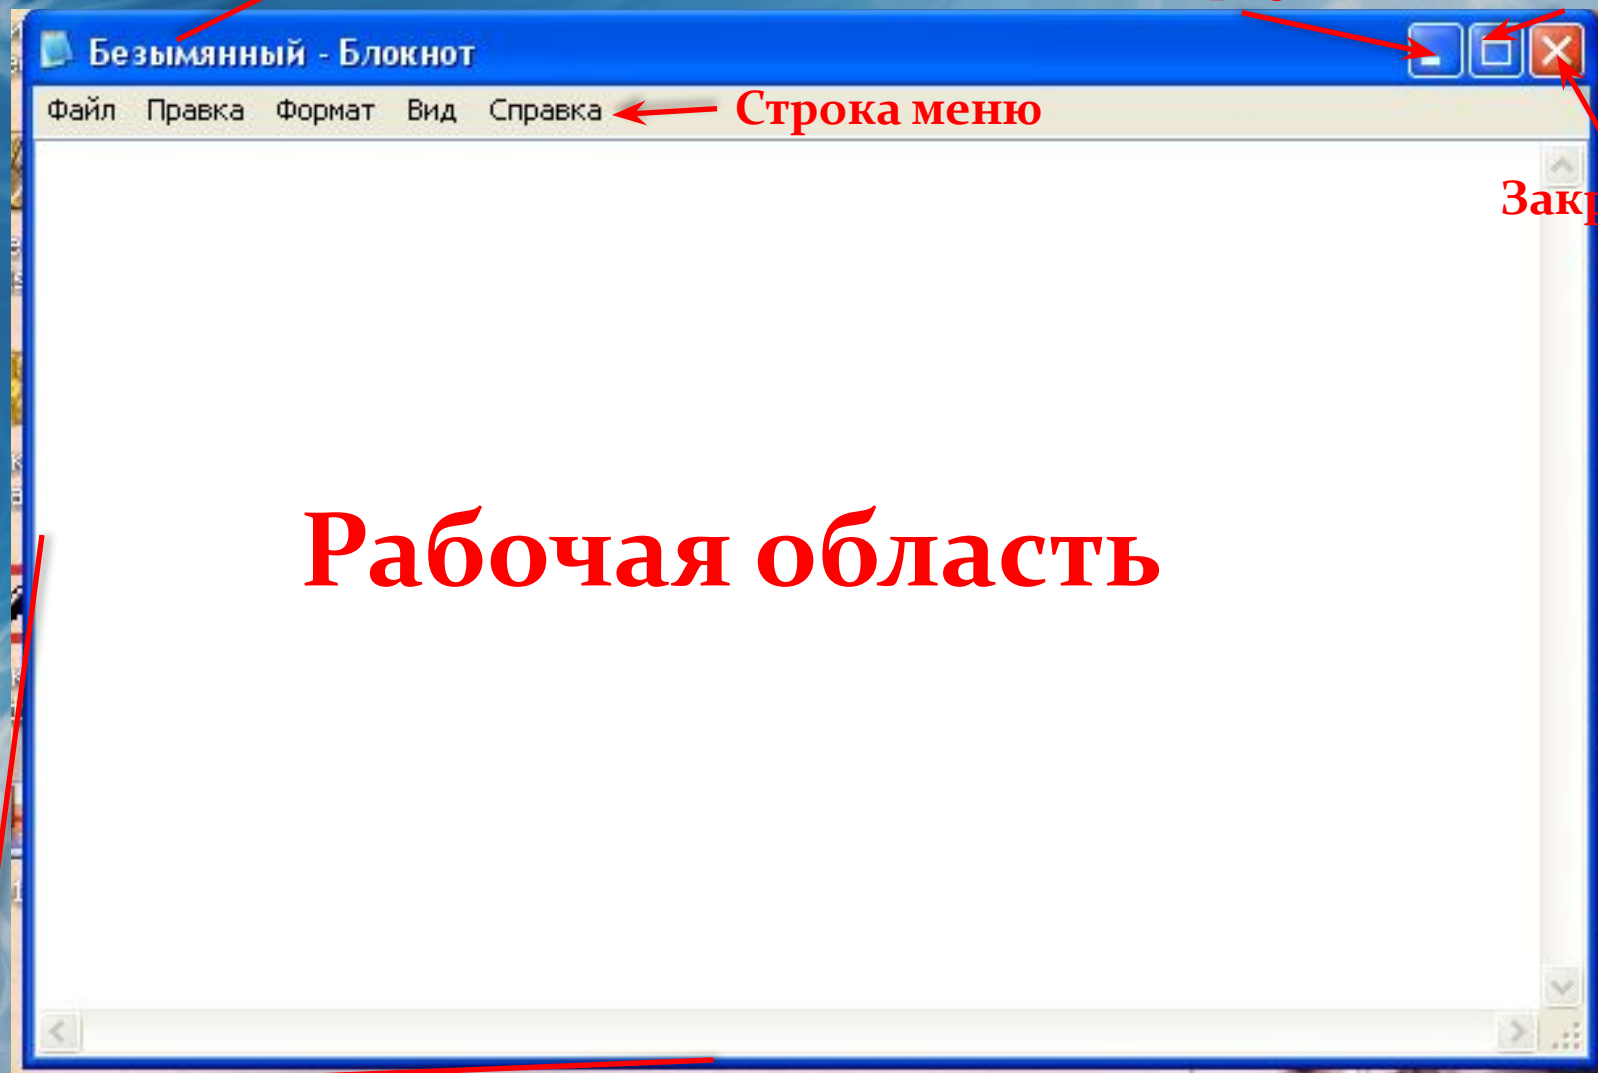 Безымянный - Блокнот
Файл Правка Формат Вид Справка
Строка меню
Рабочая область